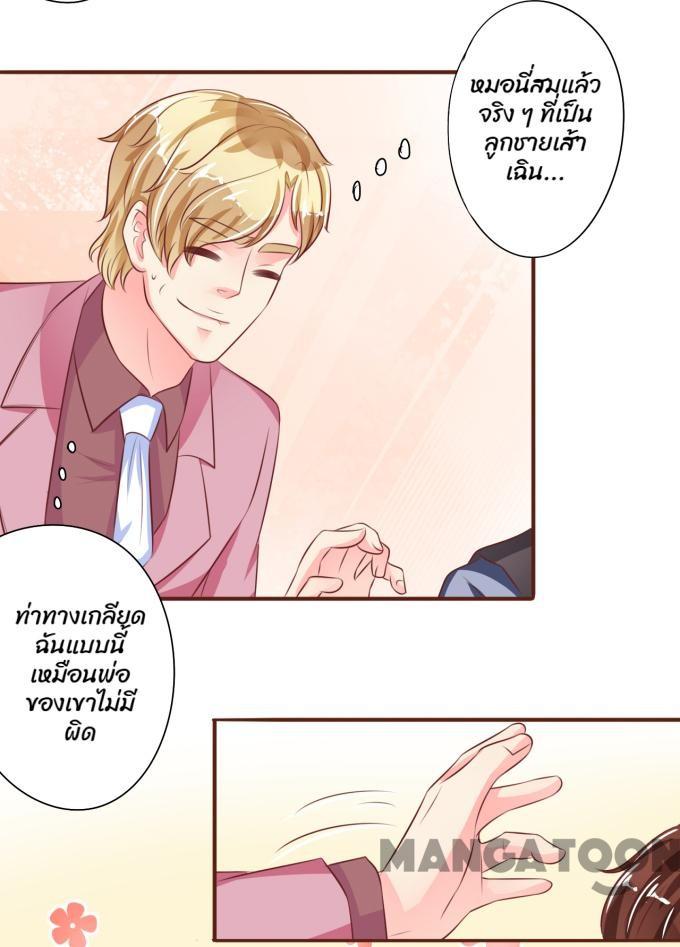 หมอนี่สมแล้ว
จริง ๆ ที่เป็น
ลูกชายเส้า
เฉิน...
ท่าทางเกลียด
ฉันแบบนี้
เหมือนพ่อ
ของเขาไม่มี
ผิด
MANGATOON